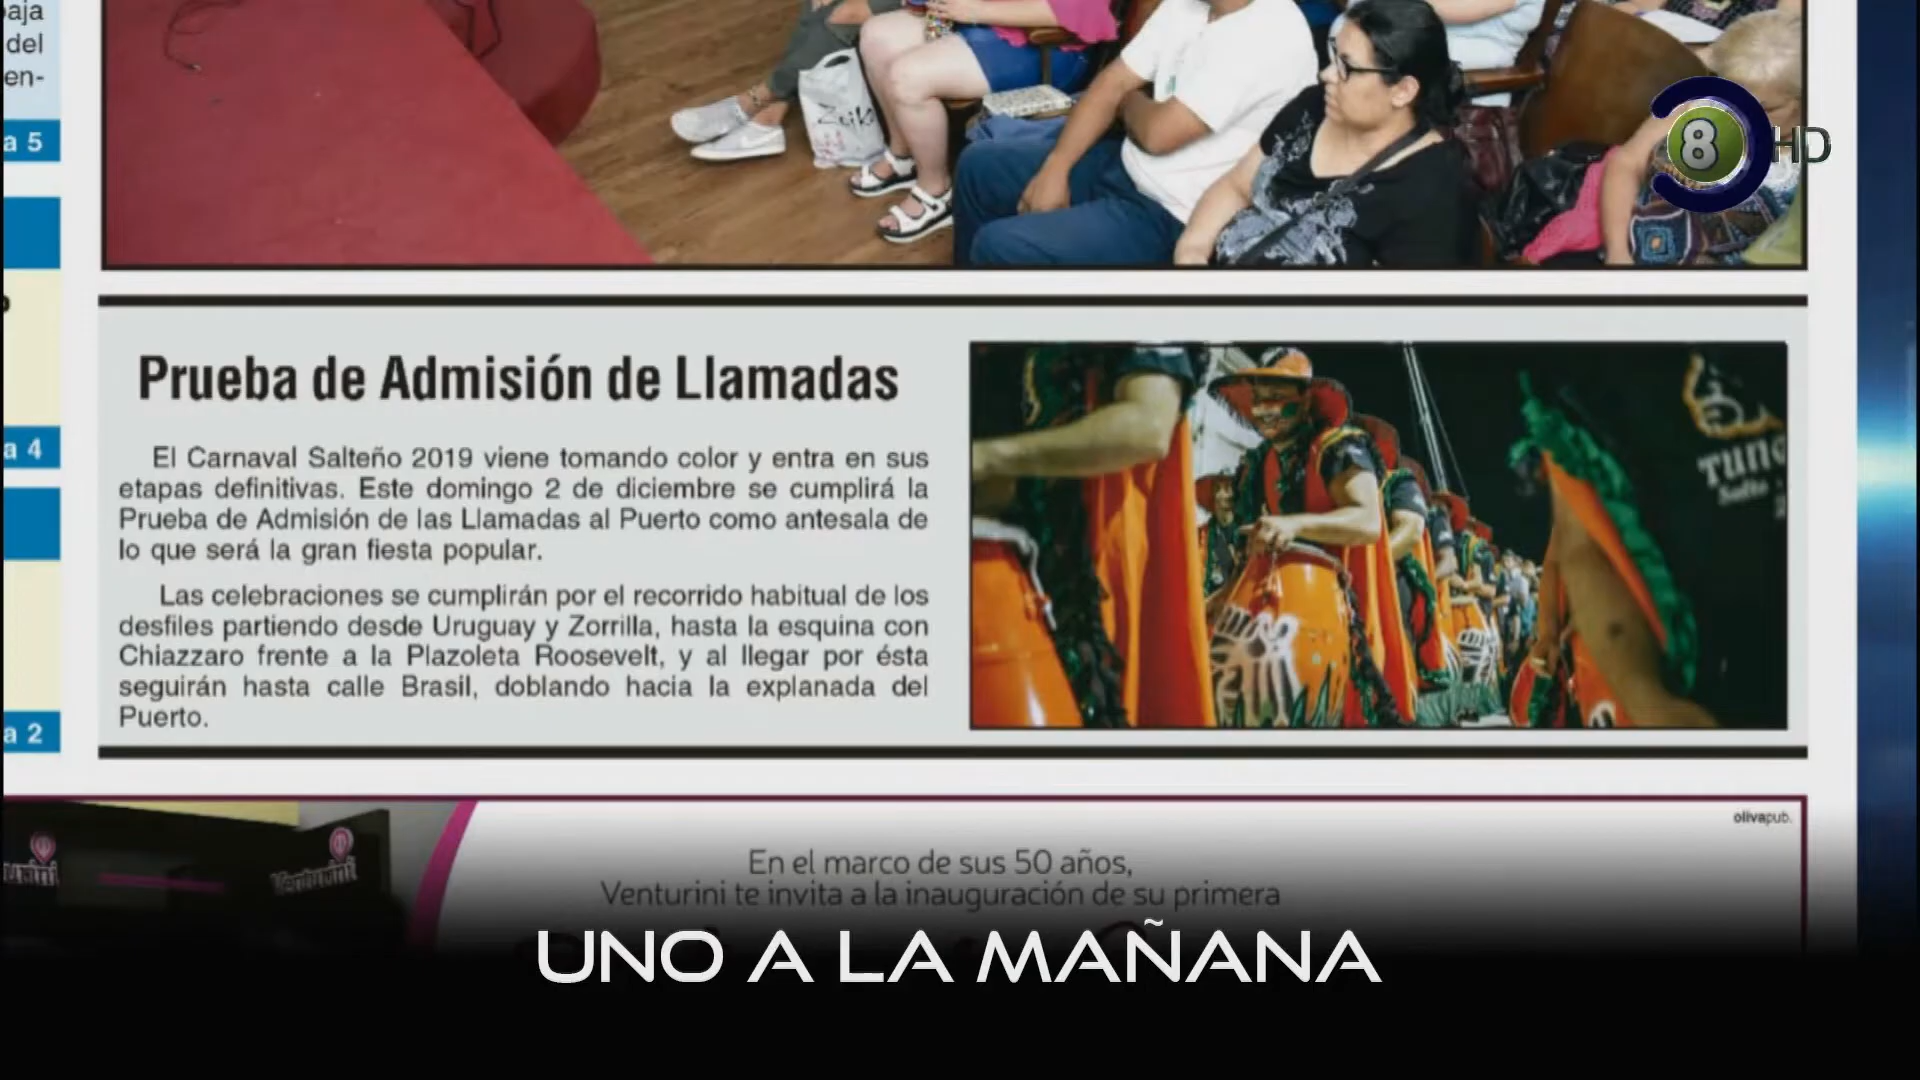 aja
del
en-
a 5
a 4
a 2
Zeik
8 HD
Prueba de Admisión de Llamadas
El Carnaval Salteño 2019 viene tomando color y entra en sus
etapas definitivas. Este domingo 2 de diciembre se cumplirá la
Prueba de Admisión de las Llamadas al Puerto como antesala de
lo que será la gran fiesta popular.
Las celebraciones se cumplirán por el recorrido habitual de los
desfiles partiendo desde Uruguay y Zorrilla, hasta la esquina con
Chiazzaro frente a la Plazoleta Roosevelt, y al llegar por ésta
seguirán hasta calle Brasil, doblando hacia la explanada del
Puerto.
Tung
Salto
olivapub.
Venturini
En el marco de sus 50 años,
Venturini te invita a la inauguración de su primera
UNO A LA MAÑANA